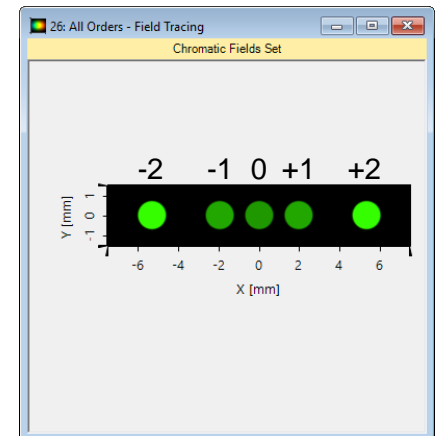 26: All Orders - Field Tracing
Chromatic Fields Set
-2 -1 0 +1 +2
Y [mm]
1
0
-1
-6 -4 -2 0 2 4 6
X [mm]